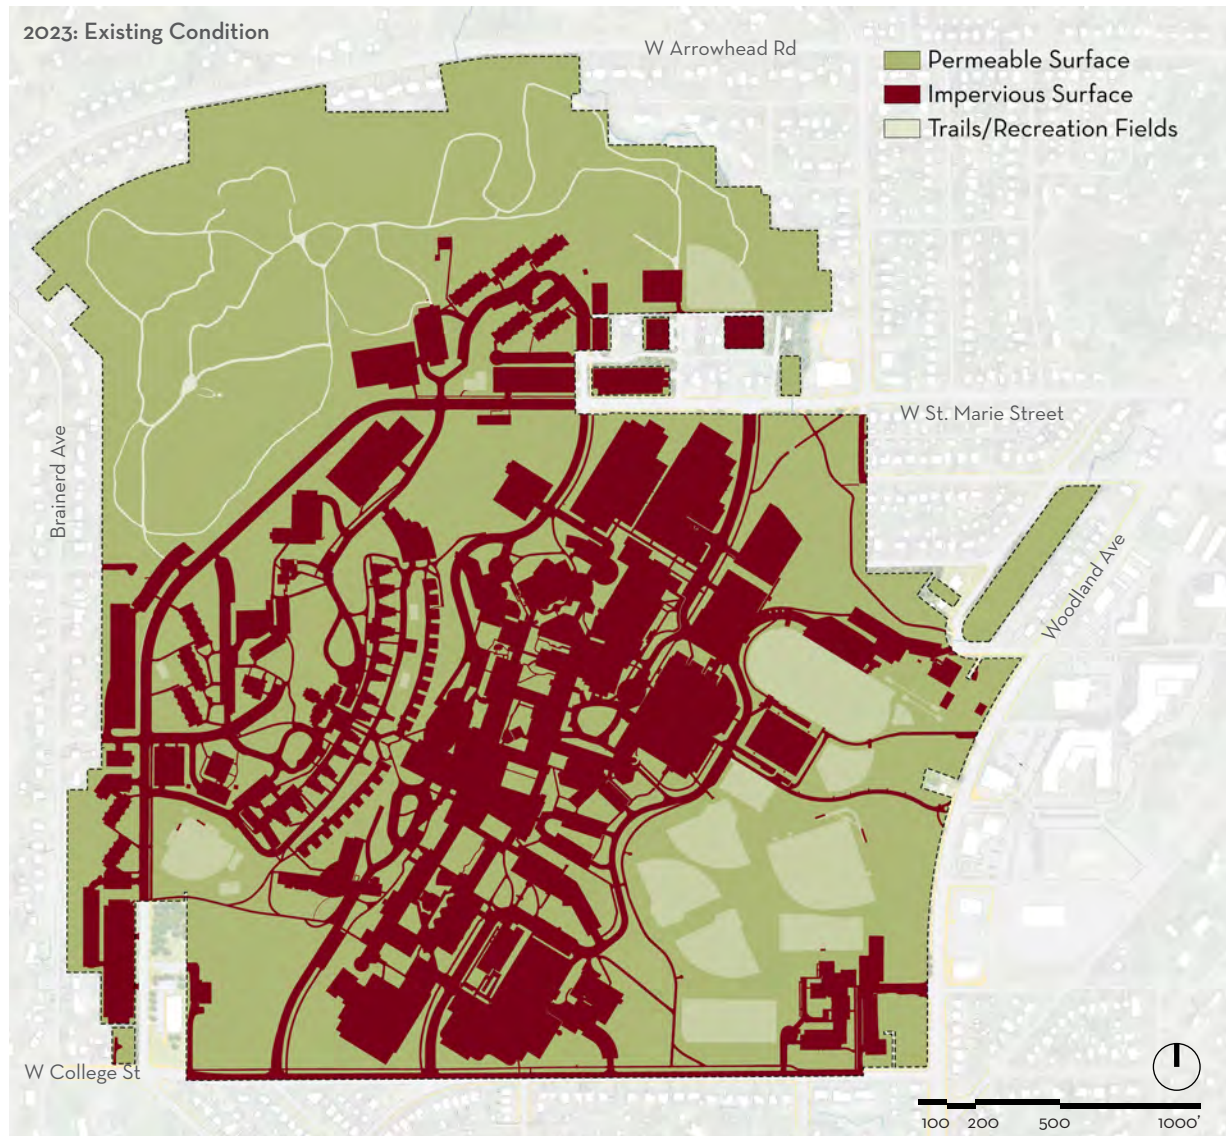 2023: Existing Condition
W Arrowhead Rd
Permeable Surface
Impervious Surface
Trails/Recreation Fields
W St. Marie Street
Brainerd Ave
Woodland Ave
W College St
100 200 500 1000'